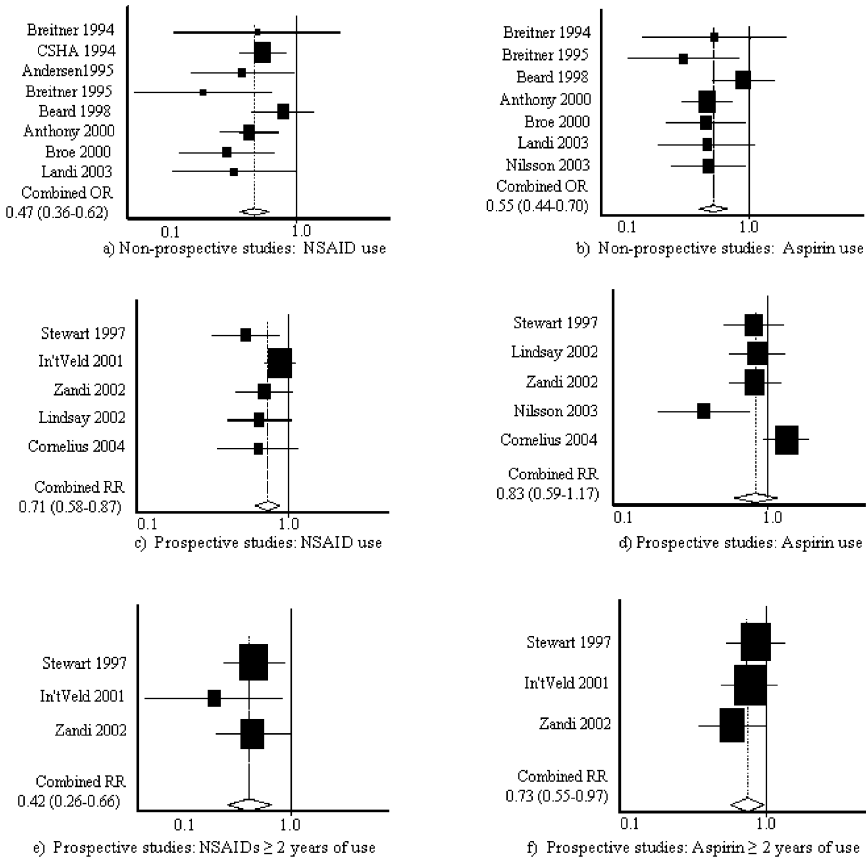 Breitner 1994
CSHA 1994
Andersen1995
Breitner 1995
Beard 1998
Anthony 2000
Broe 2000
Landi 2003
Combined OR
0.47 (0.36-0.62)
0.1
1.0
a) Non-prospective studies: NSAID use
Breitner 1994
Breitner 1995
Beard 1998
Anthony 2000
Broe 2000
Landi 2003
Nilsson 2003
Combined OR
0.55 (0.44-0.70)
0.1
1.0
b) Non-prospective studies: Aspirin use
Stewart 1997
In'tVeld 2001
Zandi 2002
Lindsay 2002
Cornelius 2004
Combined RR
0.71 (0.58-0.87)
0.1
1.0
c) Prospective studies: NSAID use
Stewart 1997
Lindsay 2002
Zandi 2002
Nilsson 2003
Cornelius 2004
Combined RR
0.83 (0.59-1.17)
0.1
1.0
d) Prospective studies: Aspirin use
Stewart 1997
In'tVeld 2001
Zandi 2002
Combined RR
0.42 (0.26-0.66)
0.1
1.0
e) Prospective studies: NSAIDs ≥ 2 years of use
Stewart 1997
In'tVeld 2001
Zandi 2002
Combined RR
0.73 (0.55-0.97)
0.1
1.0
f) Prospective studies: Aspirin ≥ 2 years of use